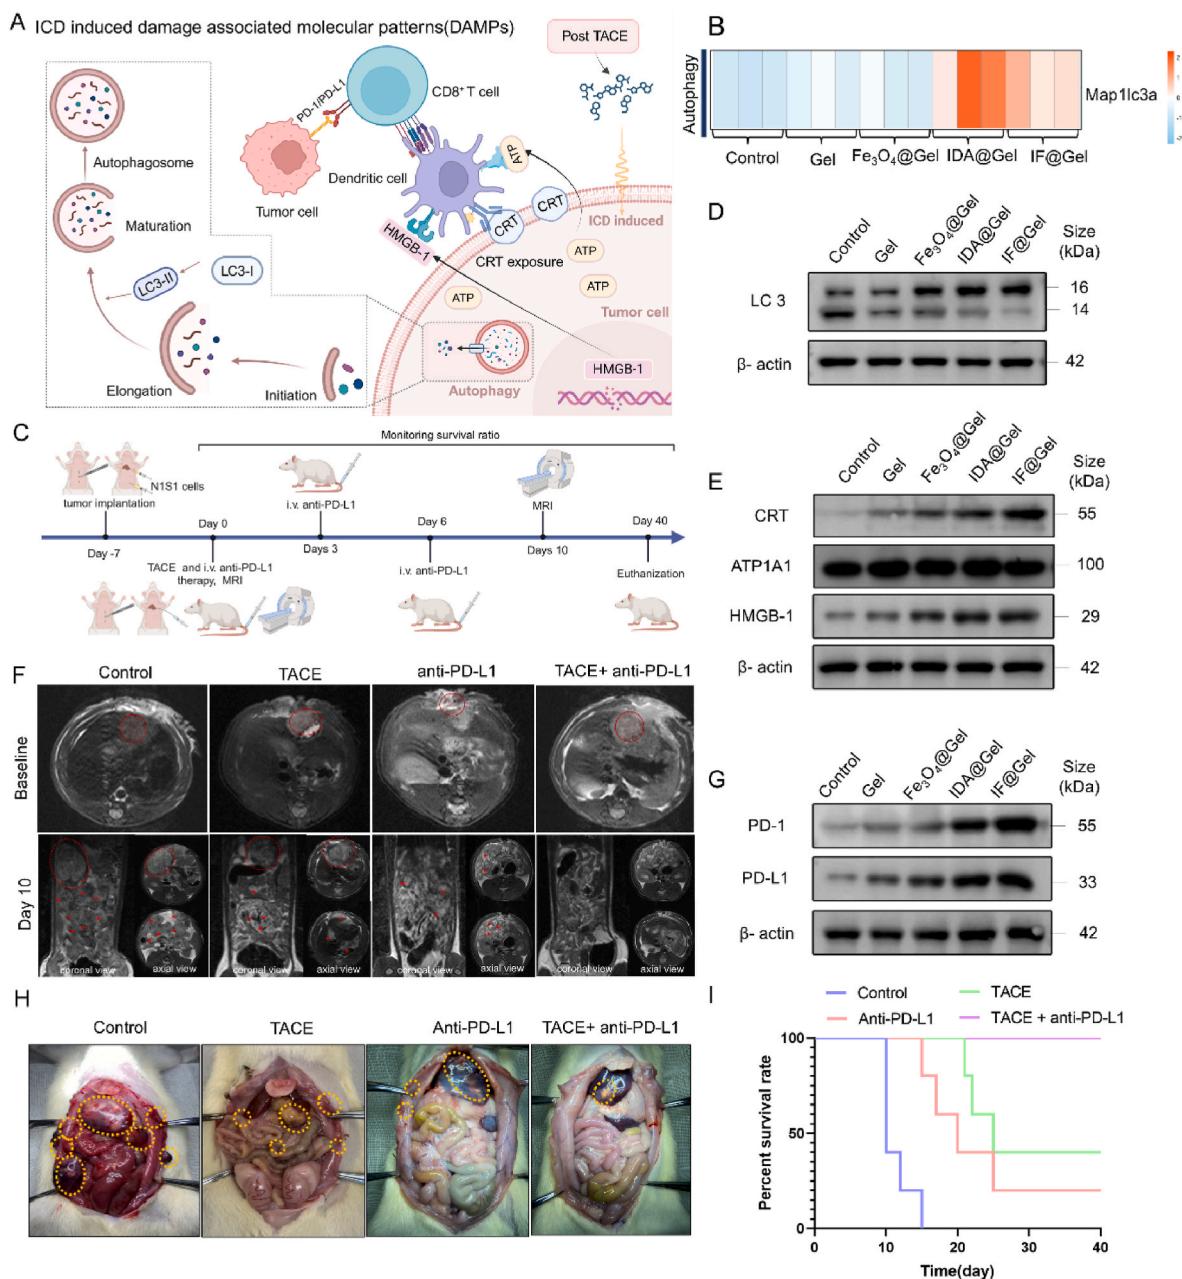 A ICD induced damage associated molecular patterns(DAMPs)
Post TACE
CD8⁺ T cell
PD-1/PD-L1
Tumor cell
Dendritic cell
ATP
CRT
CRT
HMGB-1
CRT exposure
ICD induced
ATP
ATP
ATP
Tumor cell
HMGB-1
Autophagy
Autophagosome
Maturation
LC3-II
LC3-I
Elongation
Initiation
B
Autophagy
Map1lc3a
2
1
0
-1
-2
Control
Gel
Fe₃O₄@Gel
IDA@Gel
IF@Gel
C
Monitoring survival ratio
N1S1 cells
tumor implantation
i.v. anti-PD-L1
MRI
Day 0
Day 6
Day 40
Day -7
Days 3
Days 10
TACE and i.v. anti-PD-L1
therapy, MRI
i.v. anti-PD-L1
Euthanization
D
Control
Gel
Fe₃O₄@Gel
IDA@Gel
IF@Gel
Size
(kDa)
LC 3
16
14
β- actin
42
E
Control
Gel
Fe₃O₄@Gel
IDA@Gel
IF@Gel
Size
(kDa)
CRT
55
ATP1A1
100
HMGB-1
29
β- actin
42
F
Control
TACE
anti-PD-L1
TACE+ anti-PD-L1
Baseline
Day 10
coronal view
axial view
coronal view
axial view
coronal view
axial view
coronal view
axial view
G
Control
Gel
Fe₃O₄@Gel
IDA@Gel
IF@Gel
Size
(kDa)
PD-1
55
PD-L1
33
β- actin
42
H
Control
TACE
Anti-PD-L1
TACE+ anti-PD-L1
I
Control
TACE
Anti-PD-L1
TACE + anti-PD-L1
Percent survival rate
100
50
0
0
10
20
30
40
Time(day)